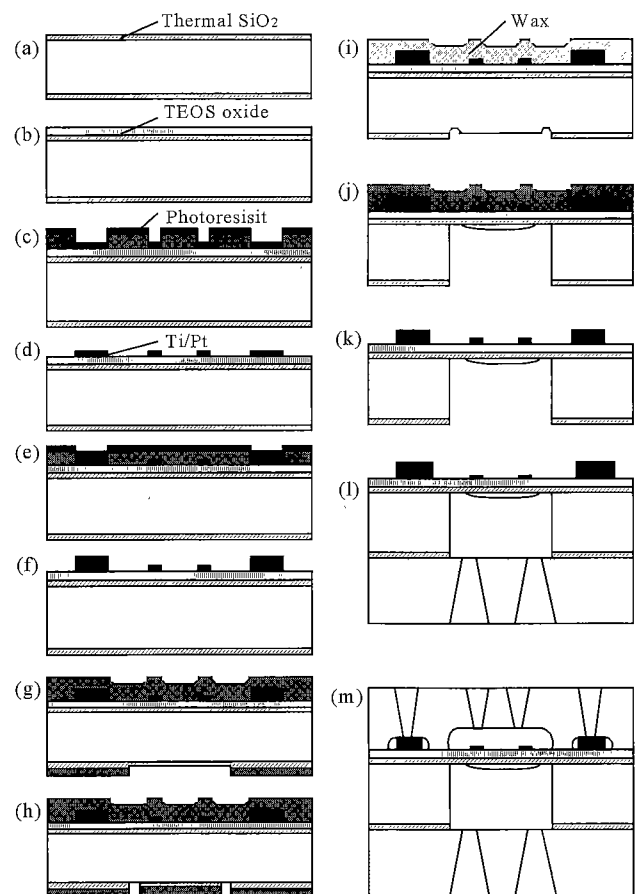 Thermal SiO₂
(a)
TEOS oxide
(b)
Photoresisit
(c)
Ti/Pt
(d)
(e)
(f)
(g)
(h)
Wax
(i)
(j)
(k)
(l)
(m)